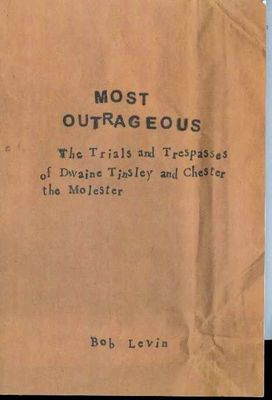 MOST
OUTRAGEOUS
The Trials and Trespasses
of Dwaine Tinsley and Chester
the Molester
Bob Levin